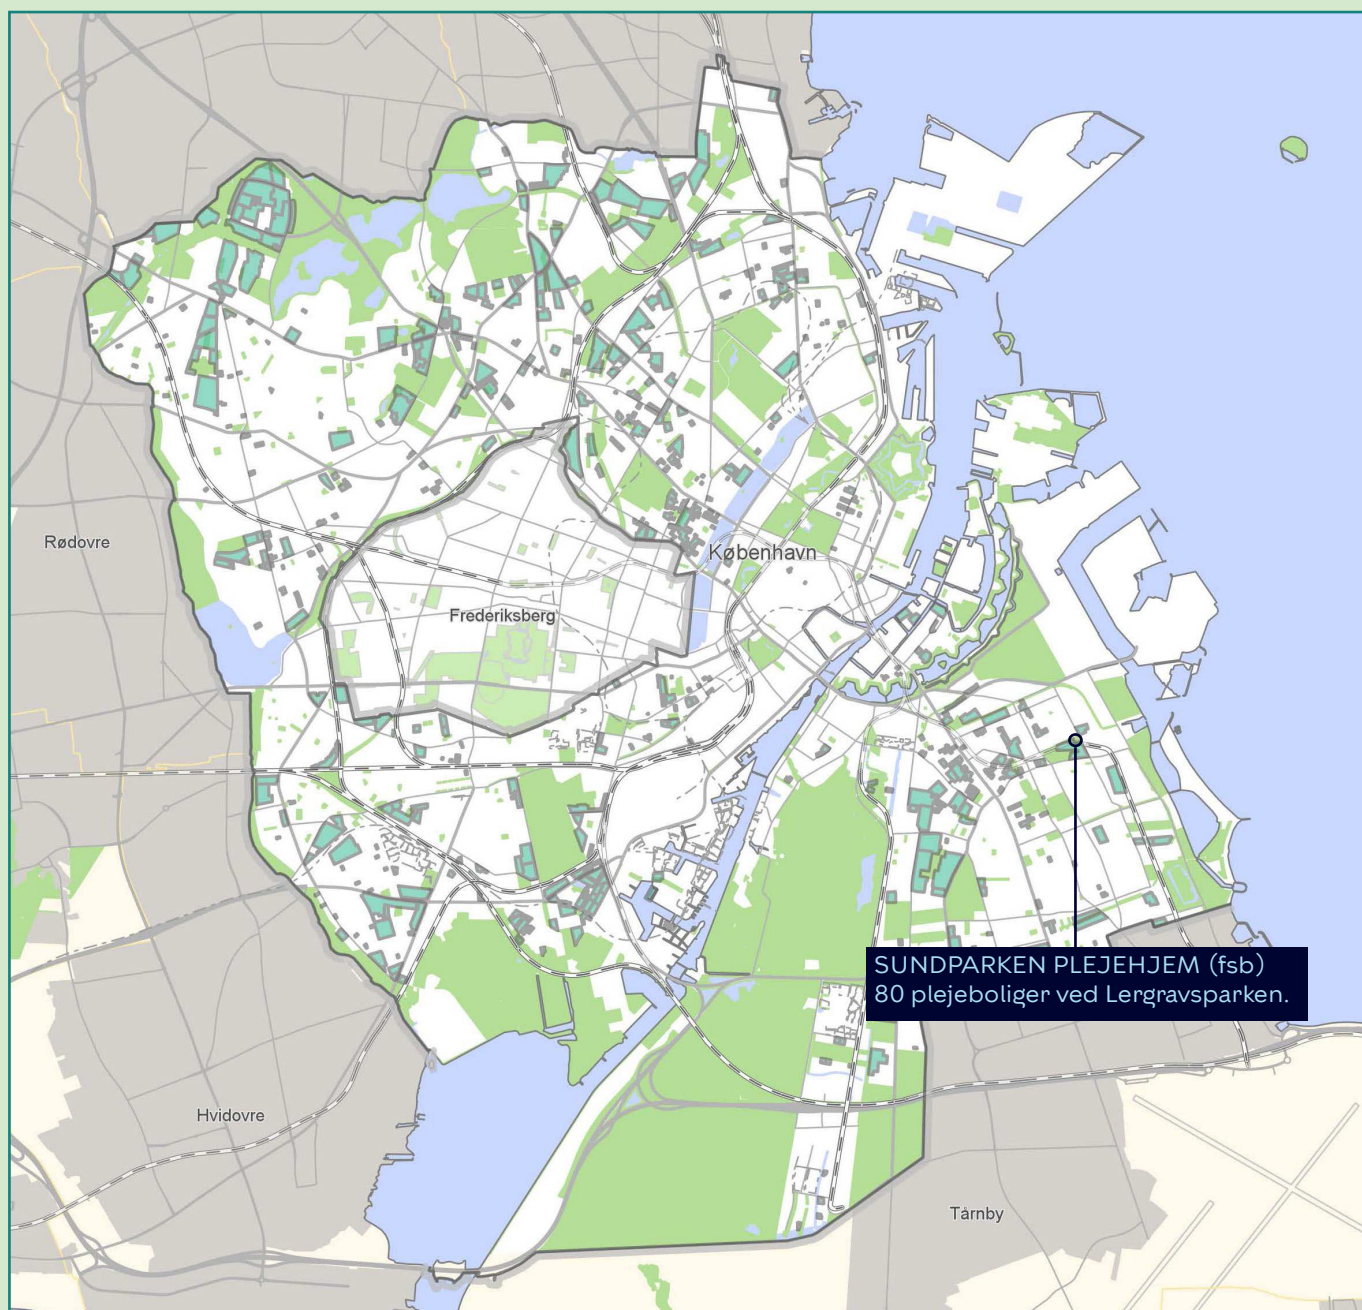 Rødovre
København
Frederiksberg
SUNDPARKEN PLEJEHJEM (fsb)
80 plejeboliger ved Lergravsparken.
Hvidovre
Tårnby